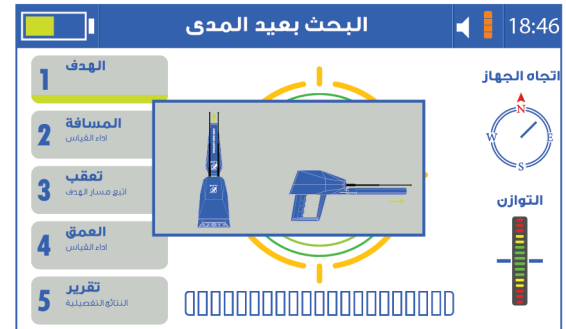 البحث بعيد المدى
18:46
1 الهدف
2 المسافة
اداء القياس
3 تعقب
اتبع مسار الهدف
4 العمق
اداء القياس
5 تقرير
النتائج التفصيلية
اتجاه الجهاز
N
W
E
S
التوازن